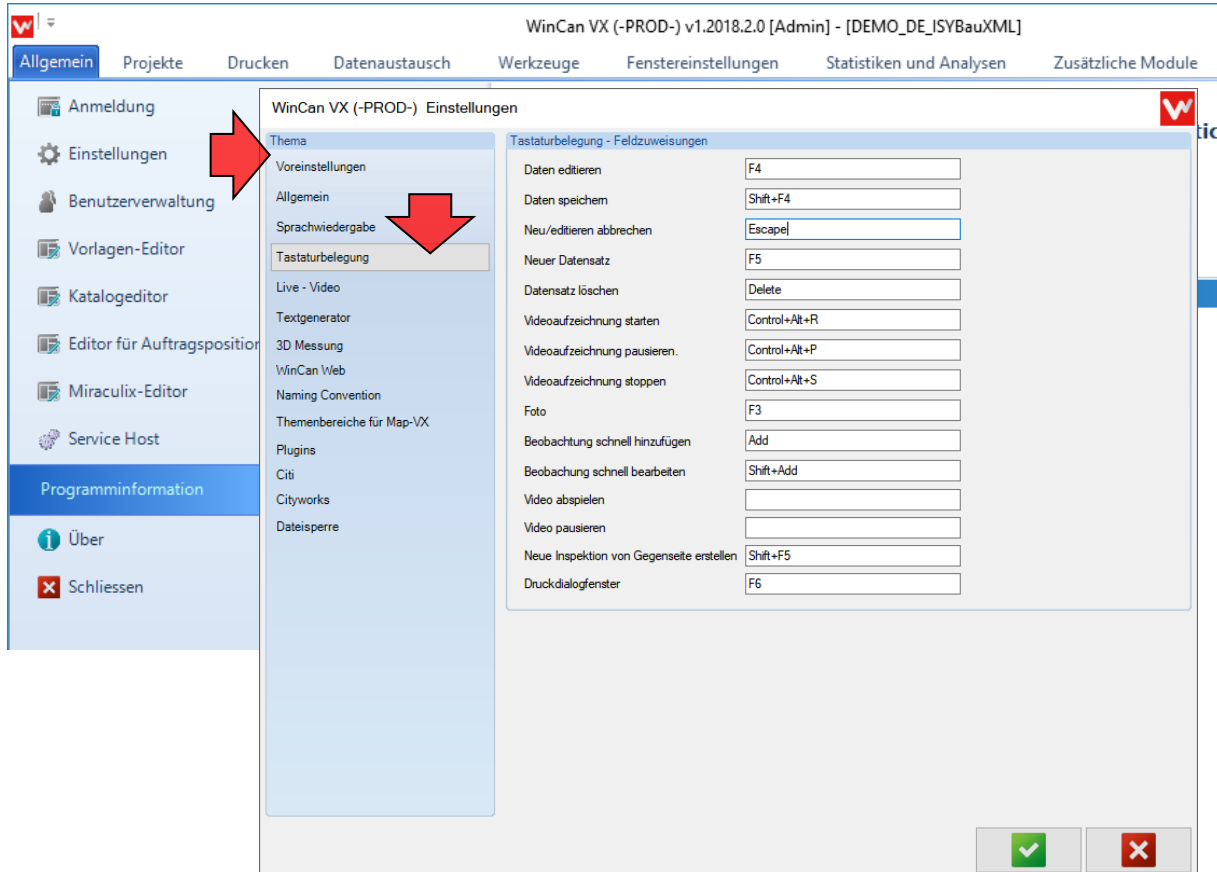 WinCan VX (-PROD-) v1.2018.2.0 [Admin] - [DEMO_DE_ISYBauXML]
Allgemein Projekte Drucken Datenaustausch Werkzeuge Fenstereinstellungen Statistiken und Analysen Zusätzliche Module
Anmeldung
Einstellungen
Benutzerverwaltung
Vorlagen-Editor
Katalogeditor
Editor für Auftragsposition
Miraculix-Editor
Service Host
Programminformation
Über
Schliessen
WinCan VX (-PROD-) Einstellungen
Thema
Voreinstellungen
Allgemein
Sprachwiedergabe
Tastaturbelegung
Live - Video
Textgenerator
3D Messung
WinCan Web
Naming Convention
Themenbereiche für Map-VX
Plugins
Citi
Cityworks
Dateisperre
Tastaturbelegung - Feldzuweisungen
Daten editieren F4
Daten speichern Shift+F4
Neu/editieren abbrechen Escape
Neuer Datensatz F5
Datensatz löschen Delete
Videoaufzeichnung starten Control+Alt+R
Videoaufzeichnung pausieren. Control+Alt+P
Videoaufzeichnung stoppen Control+Alt+S
Foto F3
Beobachtung schnell hinzufügen Add
Beobachung schnell bearbeiten Shift+Add
Video abspielen
Video pausieren
Neue Inspektion von Gegenseite erstellen Shift+F5
Druckdialogfenster F6